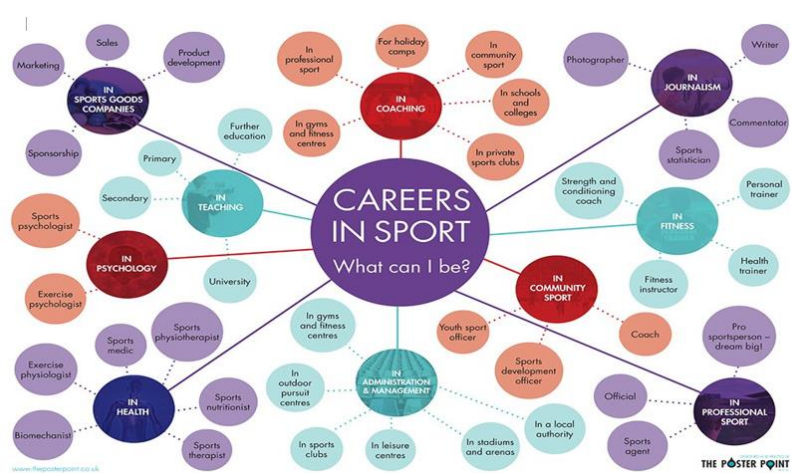 CAREERS
IN SPORT
What can I be?
IN
SPORTS GOODS
COMPANIES
Marketing
Sales
Product
development
Sponsorship
IN
COACHING
In
professional
sport
For holiday
camps
In
community
sport
In schools
and
colleges
In private
sports clubs
In gyms
and fitness
centres
IN
JOURNALISM
Photographer
Writer
Commentator
Sports
statistician
IN
TEACHING
Further
education
Primary
Secondary
University
IN
FITNESS
Strength and
conditioning
coach
Personal
trainer
Health
trainer
Fitness
instructor
IN
PSYCHOLOGY
Sports
psychologist
Exercise
psychologist
IN
COMMUNITY
SPORT
Youth sport
officer
Sports
development
officer
Coach
IN
HEALTH
Sports
medic
Sports
physiotherapist
Exercise
physiologist
Sports
nutritionist
Biomechanist
Sports
therapist
IN
ADMINISTRATION
& MANAGEMENT
In gyms
and fitness
centres
In
outdoor
pursuit
centres
In sports
clubs
In leisure
centres
In stadiums
and arenas
In a local
authority
IN
PROFESSIONAL
SPORT
Pro
sportsperson –
dream big!
Official
Sports
agent
www.theposterpoint.co.uk
THE POSTER POINT